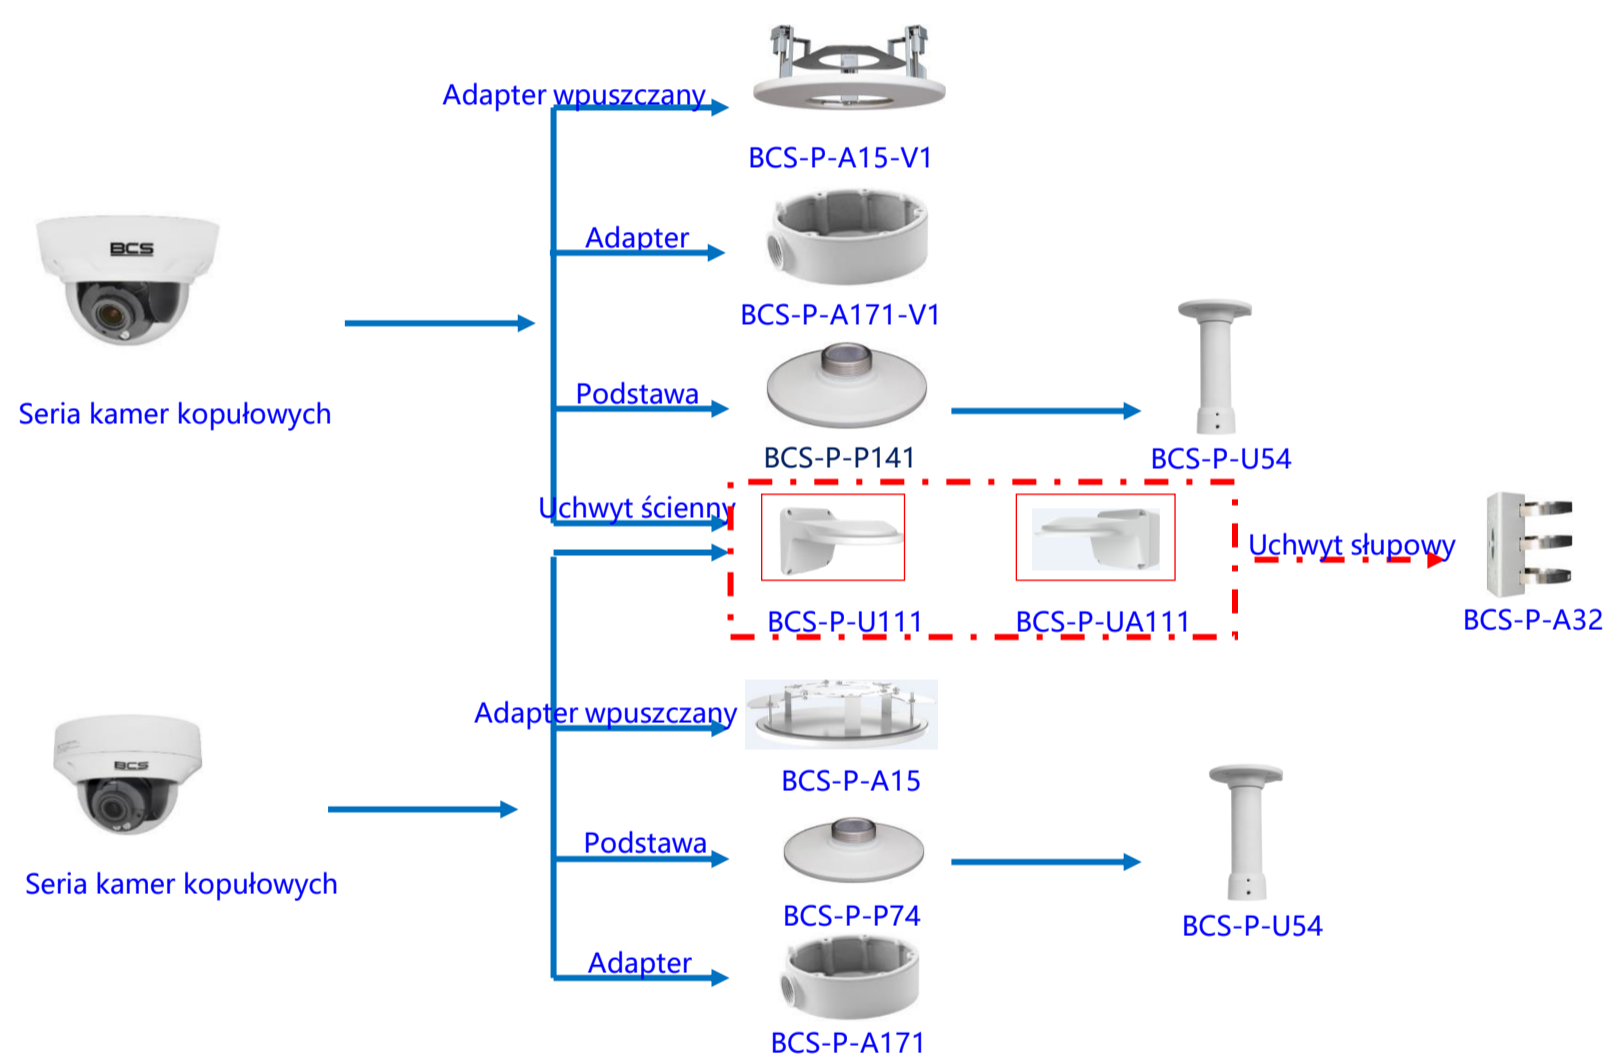 Adapter wpuszczany
BCS-P-A15-V1
BCS
Adapter
BCS-P-A171-V1
Seria kamer kopułowych
Podstawa
BCS-P-P141
BCS-P-U54
Uchwyt ścienny
BCS-P-U111
BCS-P-UA111
Uchwyt słupowy
BCS-P-A32
Adapter wpuszczany
BCS-P-A15
BCS
Seria kamer kopułowych
Podstawa
BCS-P-P74
BCS-P-U54
Adapter
BCS-P-A171